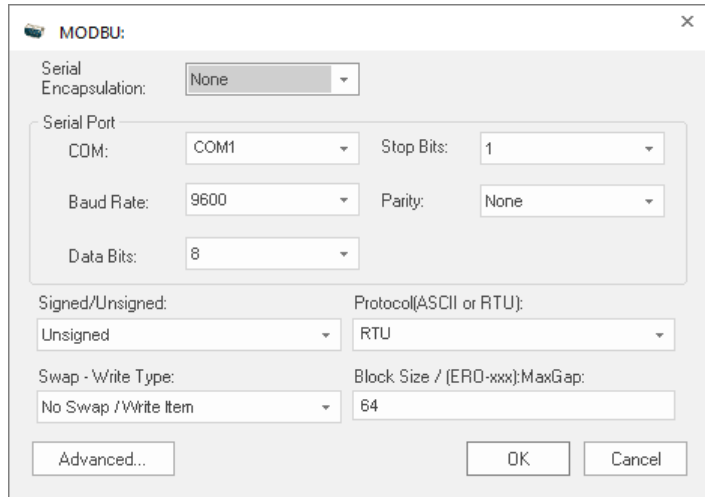 MODBU:
Serial
Encapsulation:
None
Serial Port
COM:
COM1
Stop Bits:
1
Baud Rate:
9600
Parity:
None
Data Bits:
8
Signed/Unsigned:
Protocol(ASCII or RTU):
Unsigned
RTU
Swap - Write Type:
Block Size / (ERO-xxx):MaxGap:
No Swap / Write Item
64
Advanced...
OK
Cancel